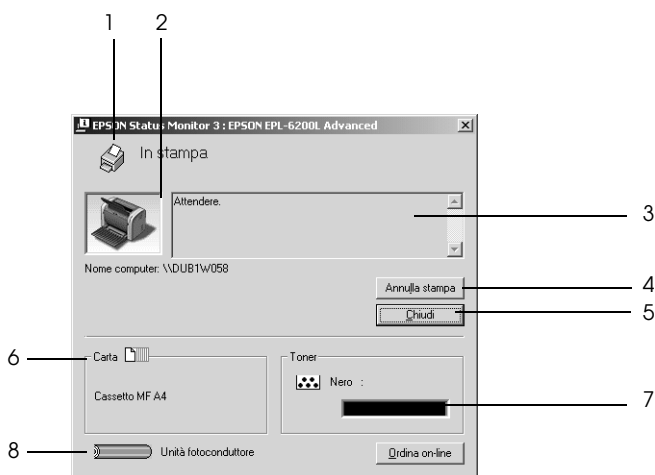 1 2
EPSON Status Monitor 3 : EPSON EPL-6200L Advanced
In stampa
Attendere.
3
Nome computer: \\DUB1W058
Annulla stampa 4
Chiudi 5
6 Carta
Toner
Nero :
Cassetto MF A4
7
8 Unità fotoconduttore
Ordina on-line